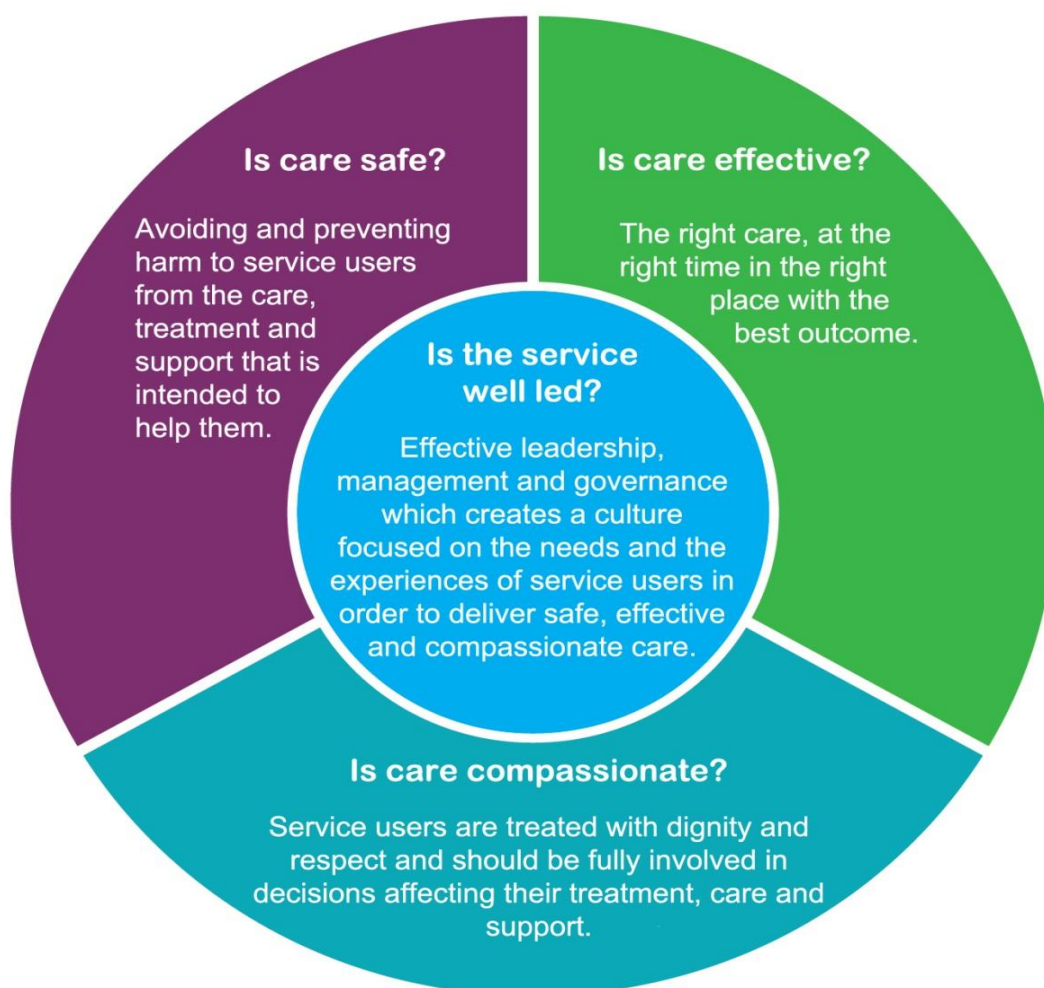 Is care safe?
Avoiding and preventing
harm to service users
from the care,
treatment and
support that is
intended to
help them.
Is care effective?
The right care, at the
right time in the right
place with the
best outcome.
Is the service
well led?
Effective leadership,
management and governance
which creates a culture
focused on the needs and the
experiences of service users in
order to deliver safe, effective
and compassionate care.
Is care compassionate?
Service users are treated with dignity and
respect and should be fully involved in
decisions affecting their treatment, care and
support.